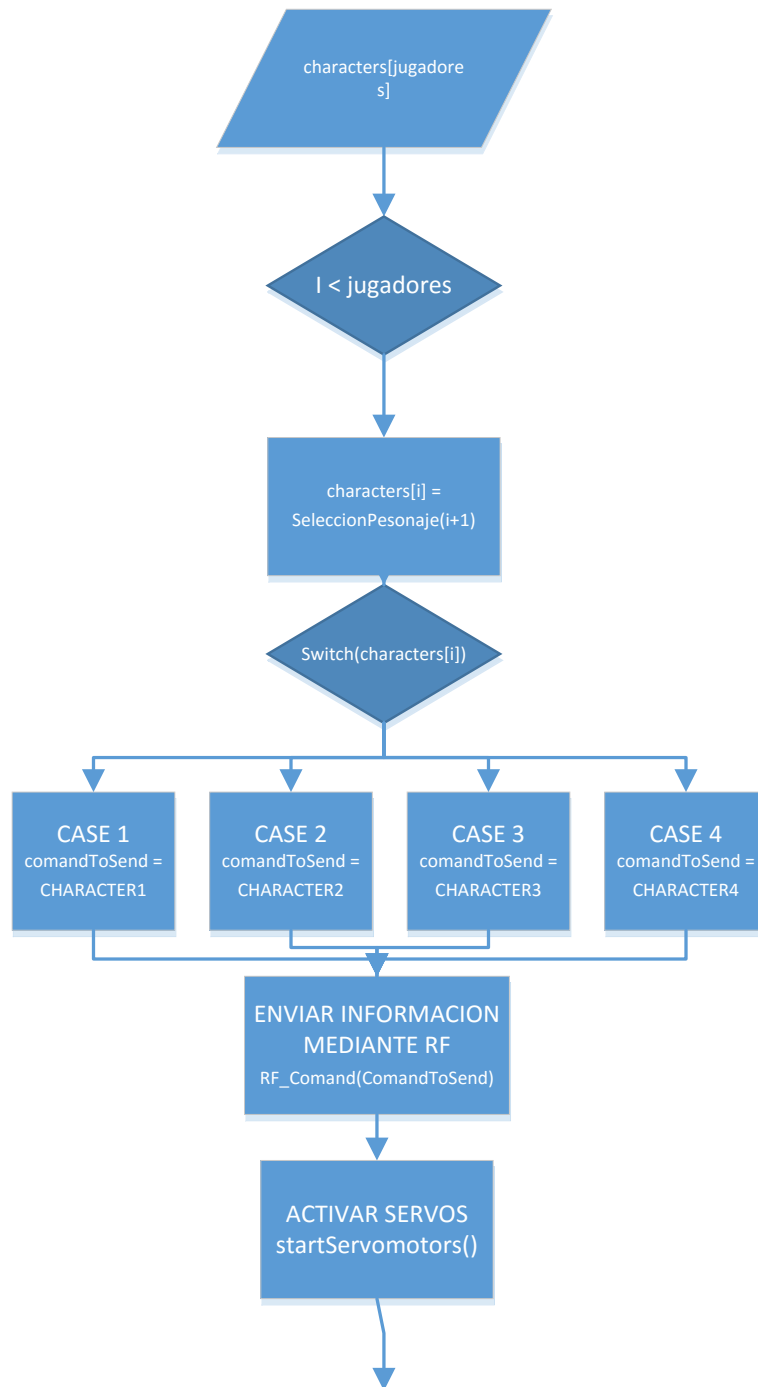 characters[jugadore
s]
I < jugadores
characters[i] =
SeleccionPesonaje(i+1)
Switch(characters[i])
CASE 1
comandToSend =
CHARACTER1
CASE 2
comandToSend =
CHARACTER2
CASE 3
comandToSend =
CHARACTER3
CASE 4
comandToSend =
CHARACTER4
ENVIAR INFORMACION
MEDIANTE RF
RF_Comand(ComandToSend)
ACTIVAR SERVOS
startServomotors()